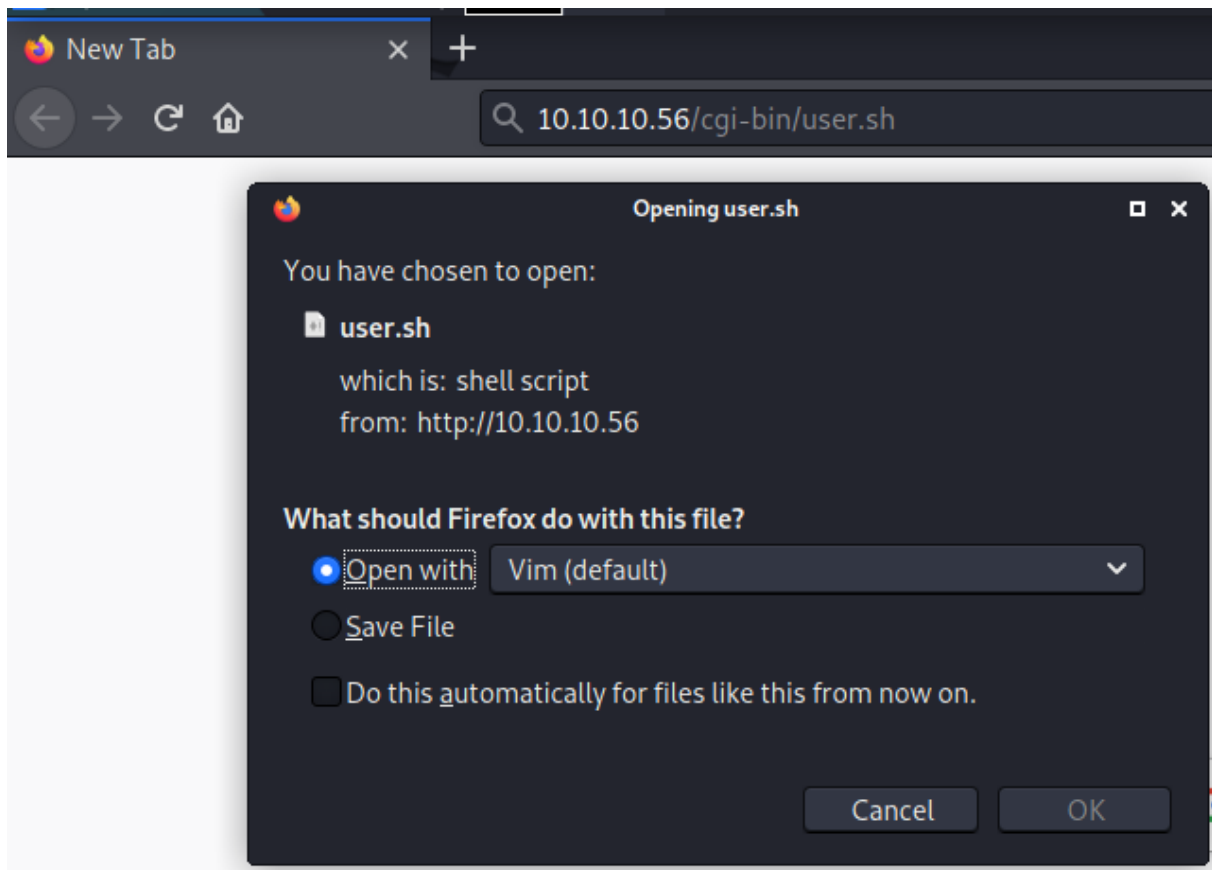 New Tab
10.10.10.56/cgi-bin/user.sh
Opening user.sh
You have chosen to open:
user.sh
which is: shell script
from: http://10.10.10.56
What should Firefox do with this file?
Open with Vim (default)
Save File
Do this automatically for files like this from now on.
Cancel OK